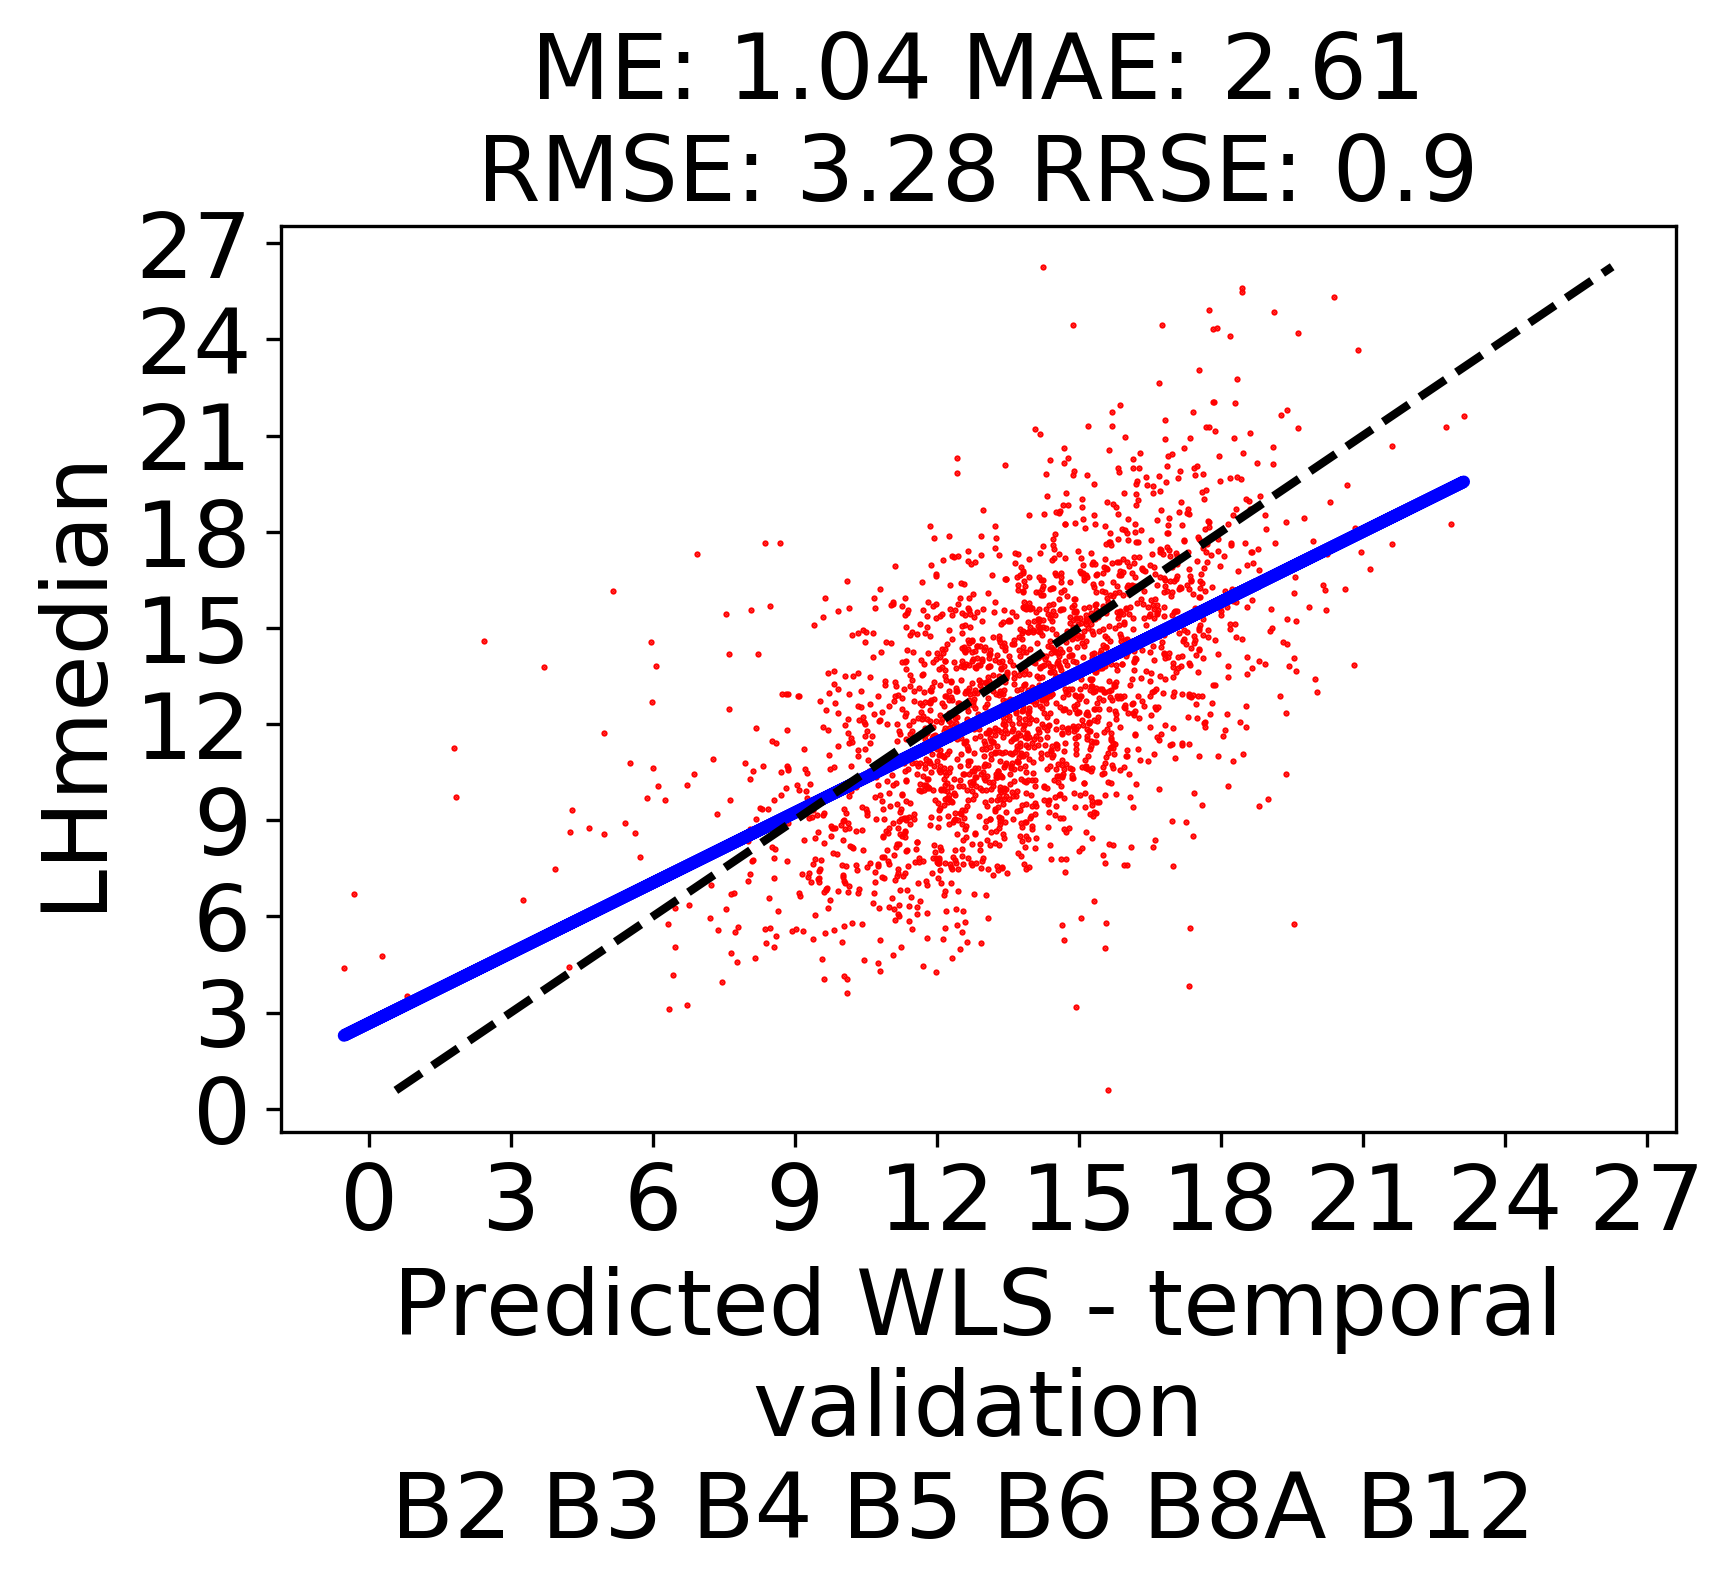 ME: 1.04 MAE: 2.61
RMSE: 3.28 RRSE: 0.9
27
24
21
18
15
12
9
6
3
0
LHmedian
0 3 6 9 12 15 18 21 24 27
Predicted WLS - temporal
validation
B2 B3 B4 B5 B6 B8A B12